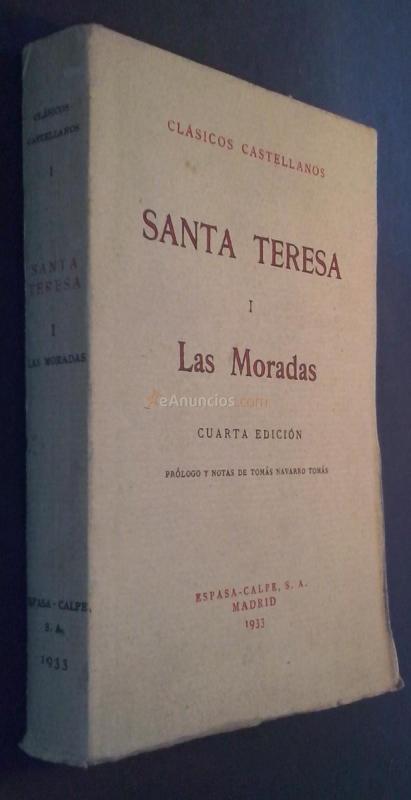 CLÁSICOS
CASTELLANOS
I
SANTA
TERESA
I
LAS MORADAS
ESPASA-CALPE,
S. A.
1933
CLÁSICOS CASTELLANOS
SANTA TERESA
I
Las Moradas
eAnuncios.com
CUARTA EDICIÓN
PRÓLOGO Y NOTAS DE TOMÁS NAVARRO TOMÁS
ESPASA-CALPE, S. A.
MADRID
1933